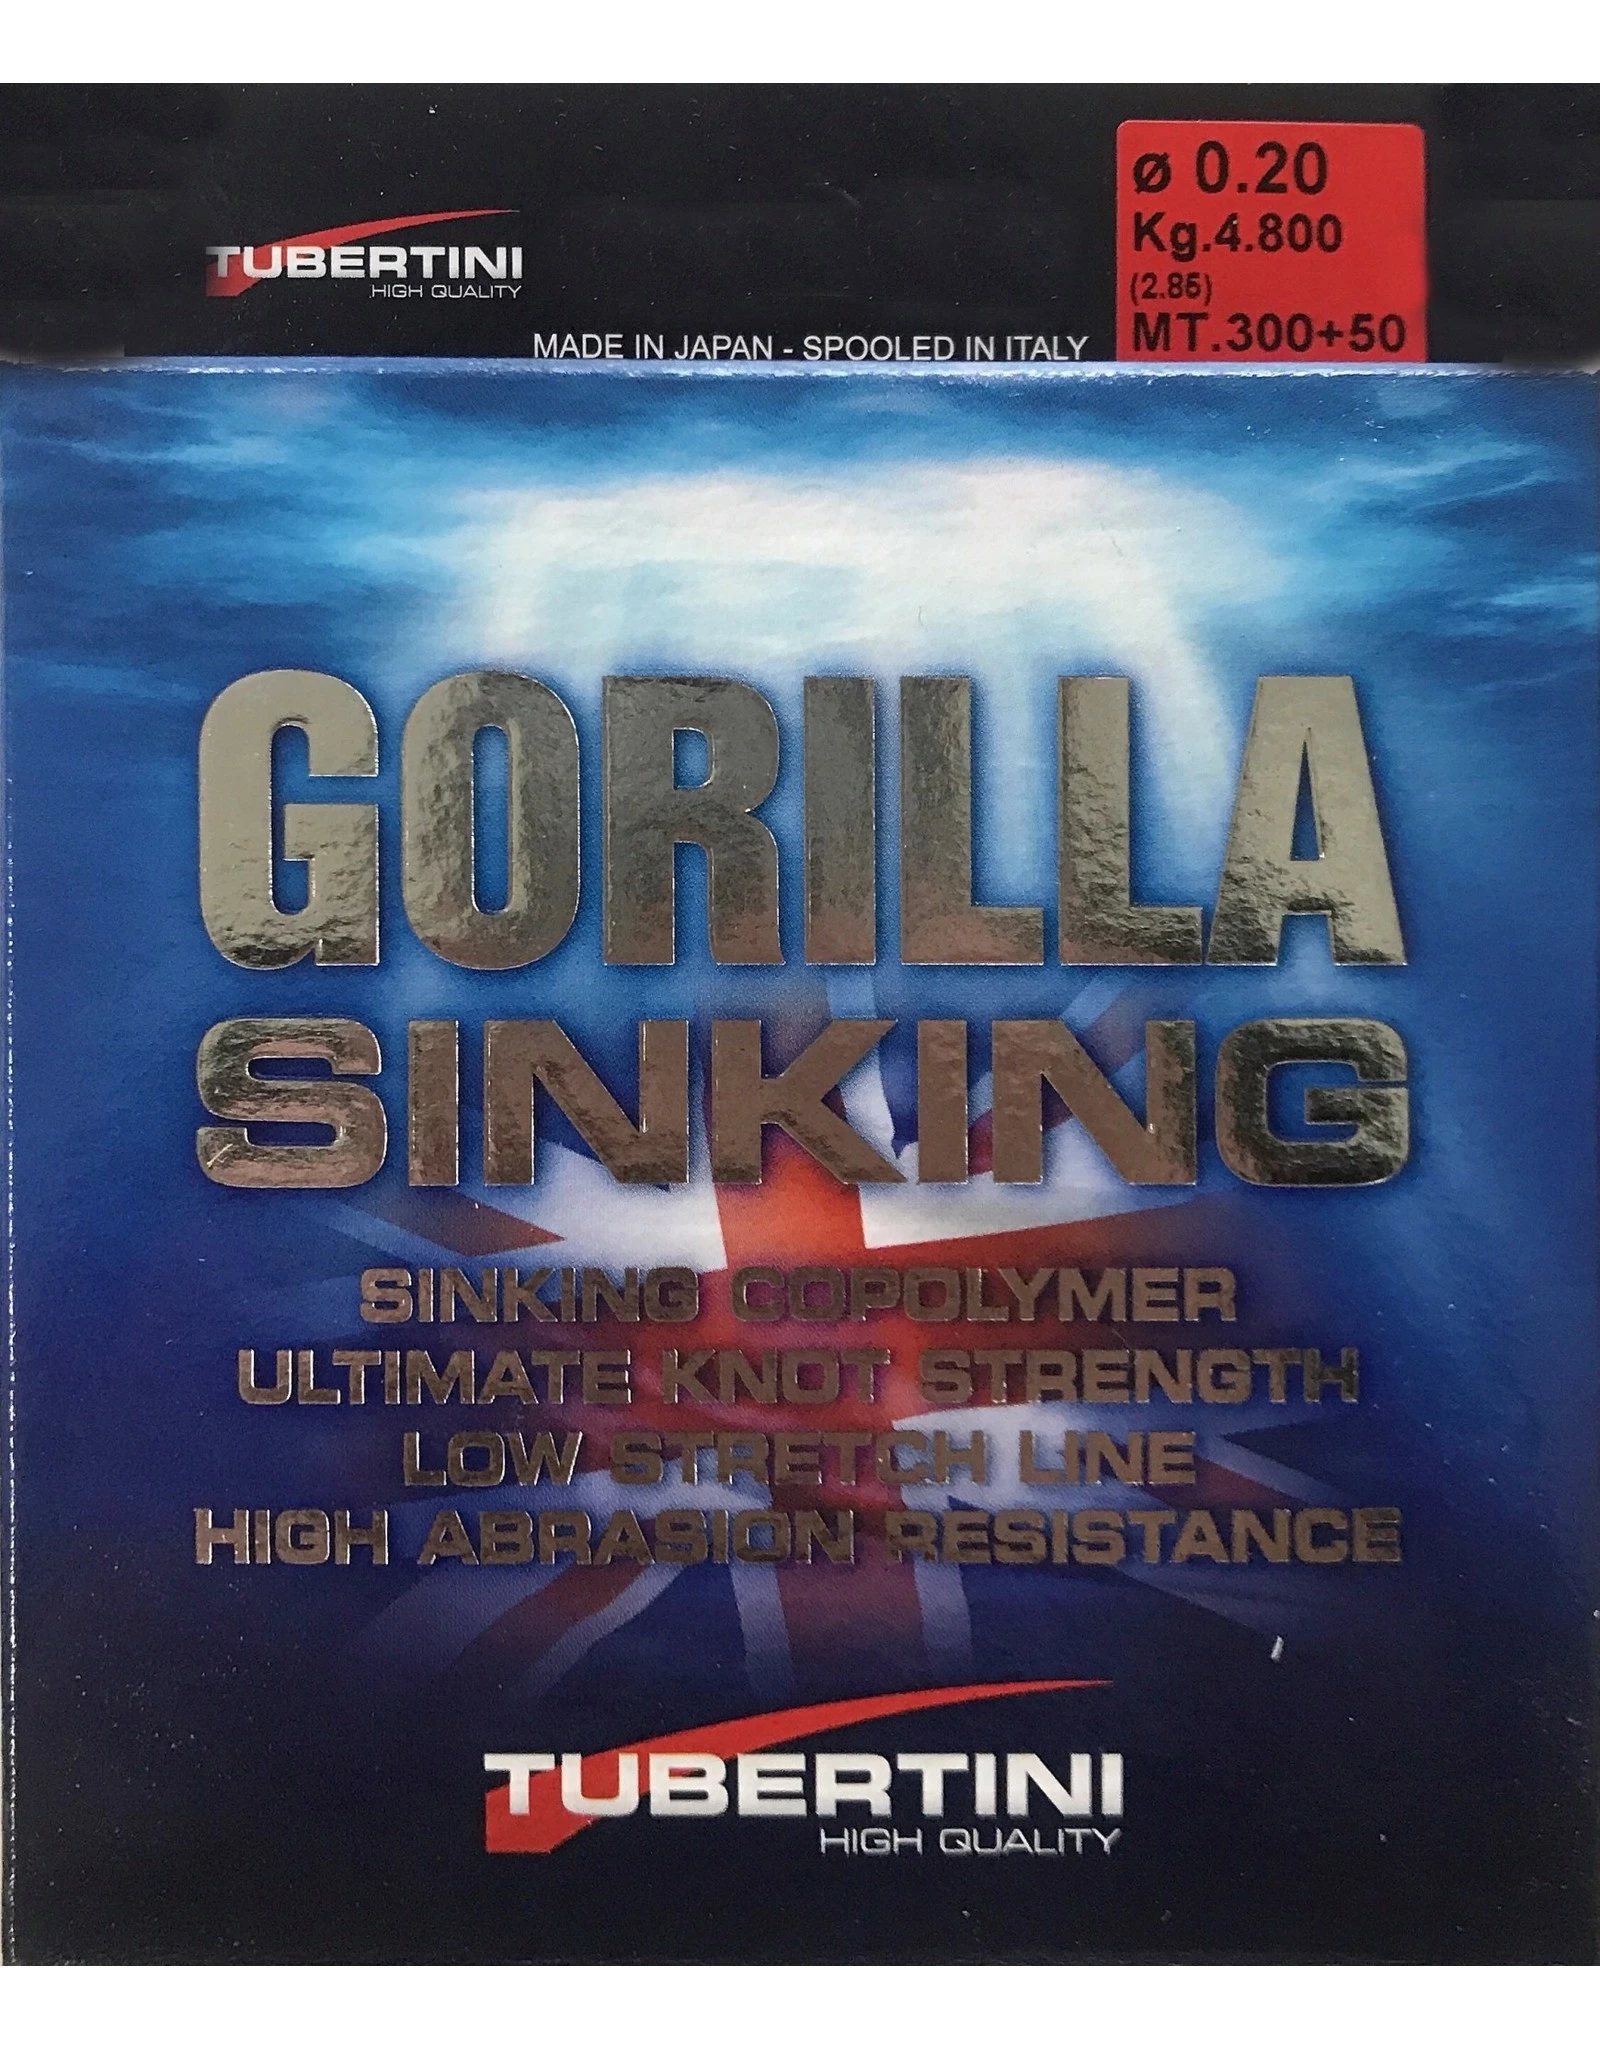 ø 0.20
Kg.4.800
(2.85)
MT.300+50
TUBERTINI
HIGH QUALITY
MADE IN JAPAN - SPOOLED IN ITALY
GORILLA
SINKING
SINKING COPOLYMER
ULTIMATE KNOT STRENGTH
LOW STRETCH LINE
HIGH ABRASION RESISTANCE
TUBERTINI
HIGH QUALITY